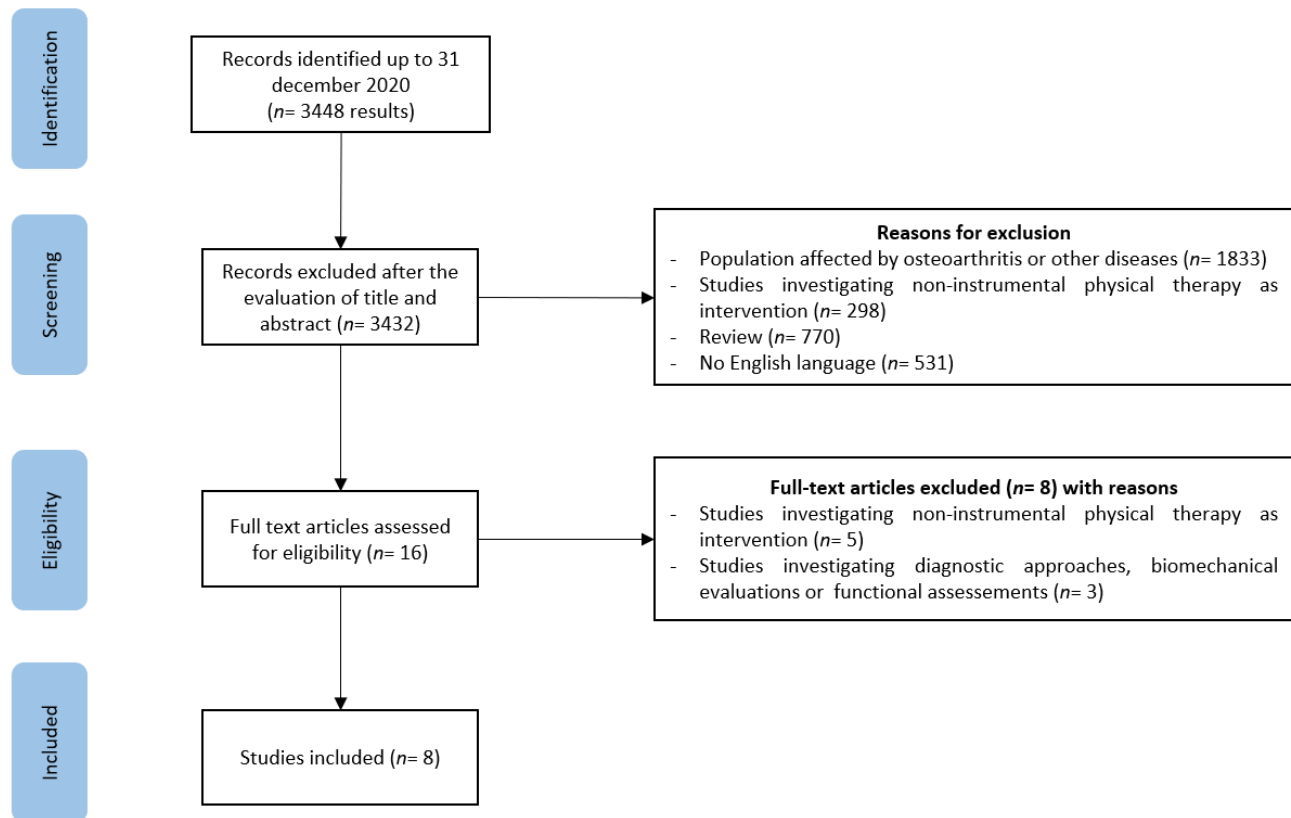 Identification
Records identified up to 31
december 2020
(n= 3448 results)
Screening
Records excluded after the
evaluation of title and
abstract (n= 3432)
Reasons for exclusion
- Population affected by osteoarthritis or other diseases (n= 1833)
- Studies investigating non-instrumental physical therapy as
intervention (n= 298)
- Review (n= 770)
- No English language (n= 531)
Eligibility
Full text articles assessed
for eligibility (n= 16)
Full-text articles excluded (n= 8) with reasons
- Studies investigating non-instrumental physical therapy as
intervention (n= 5)
- Studies investigating diagnostic approaches, biomechanical
evaluations or functional assessements (n= 3)
Included
Studies included (n= 8)